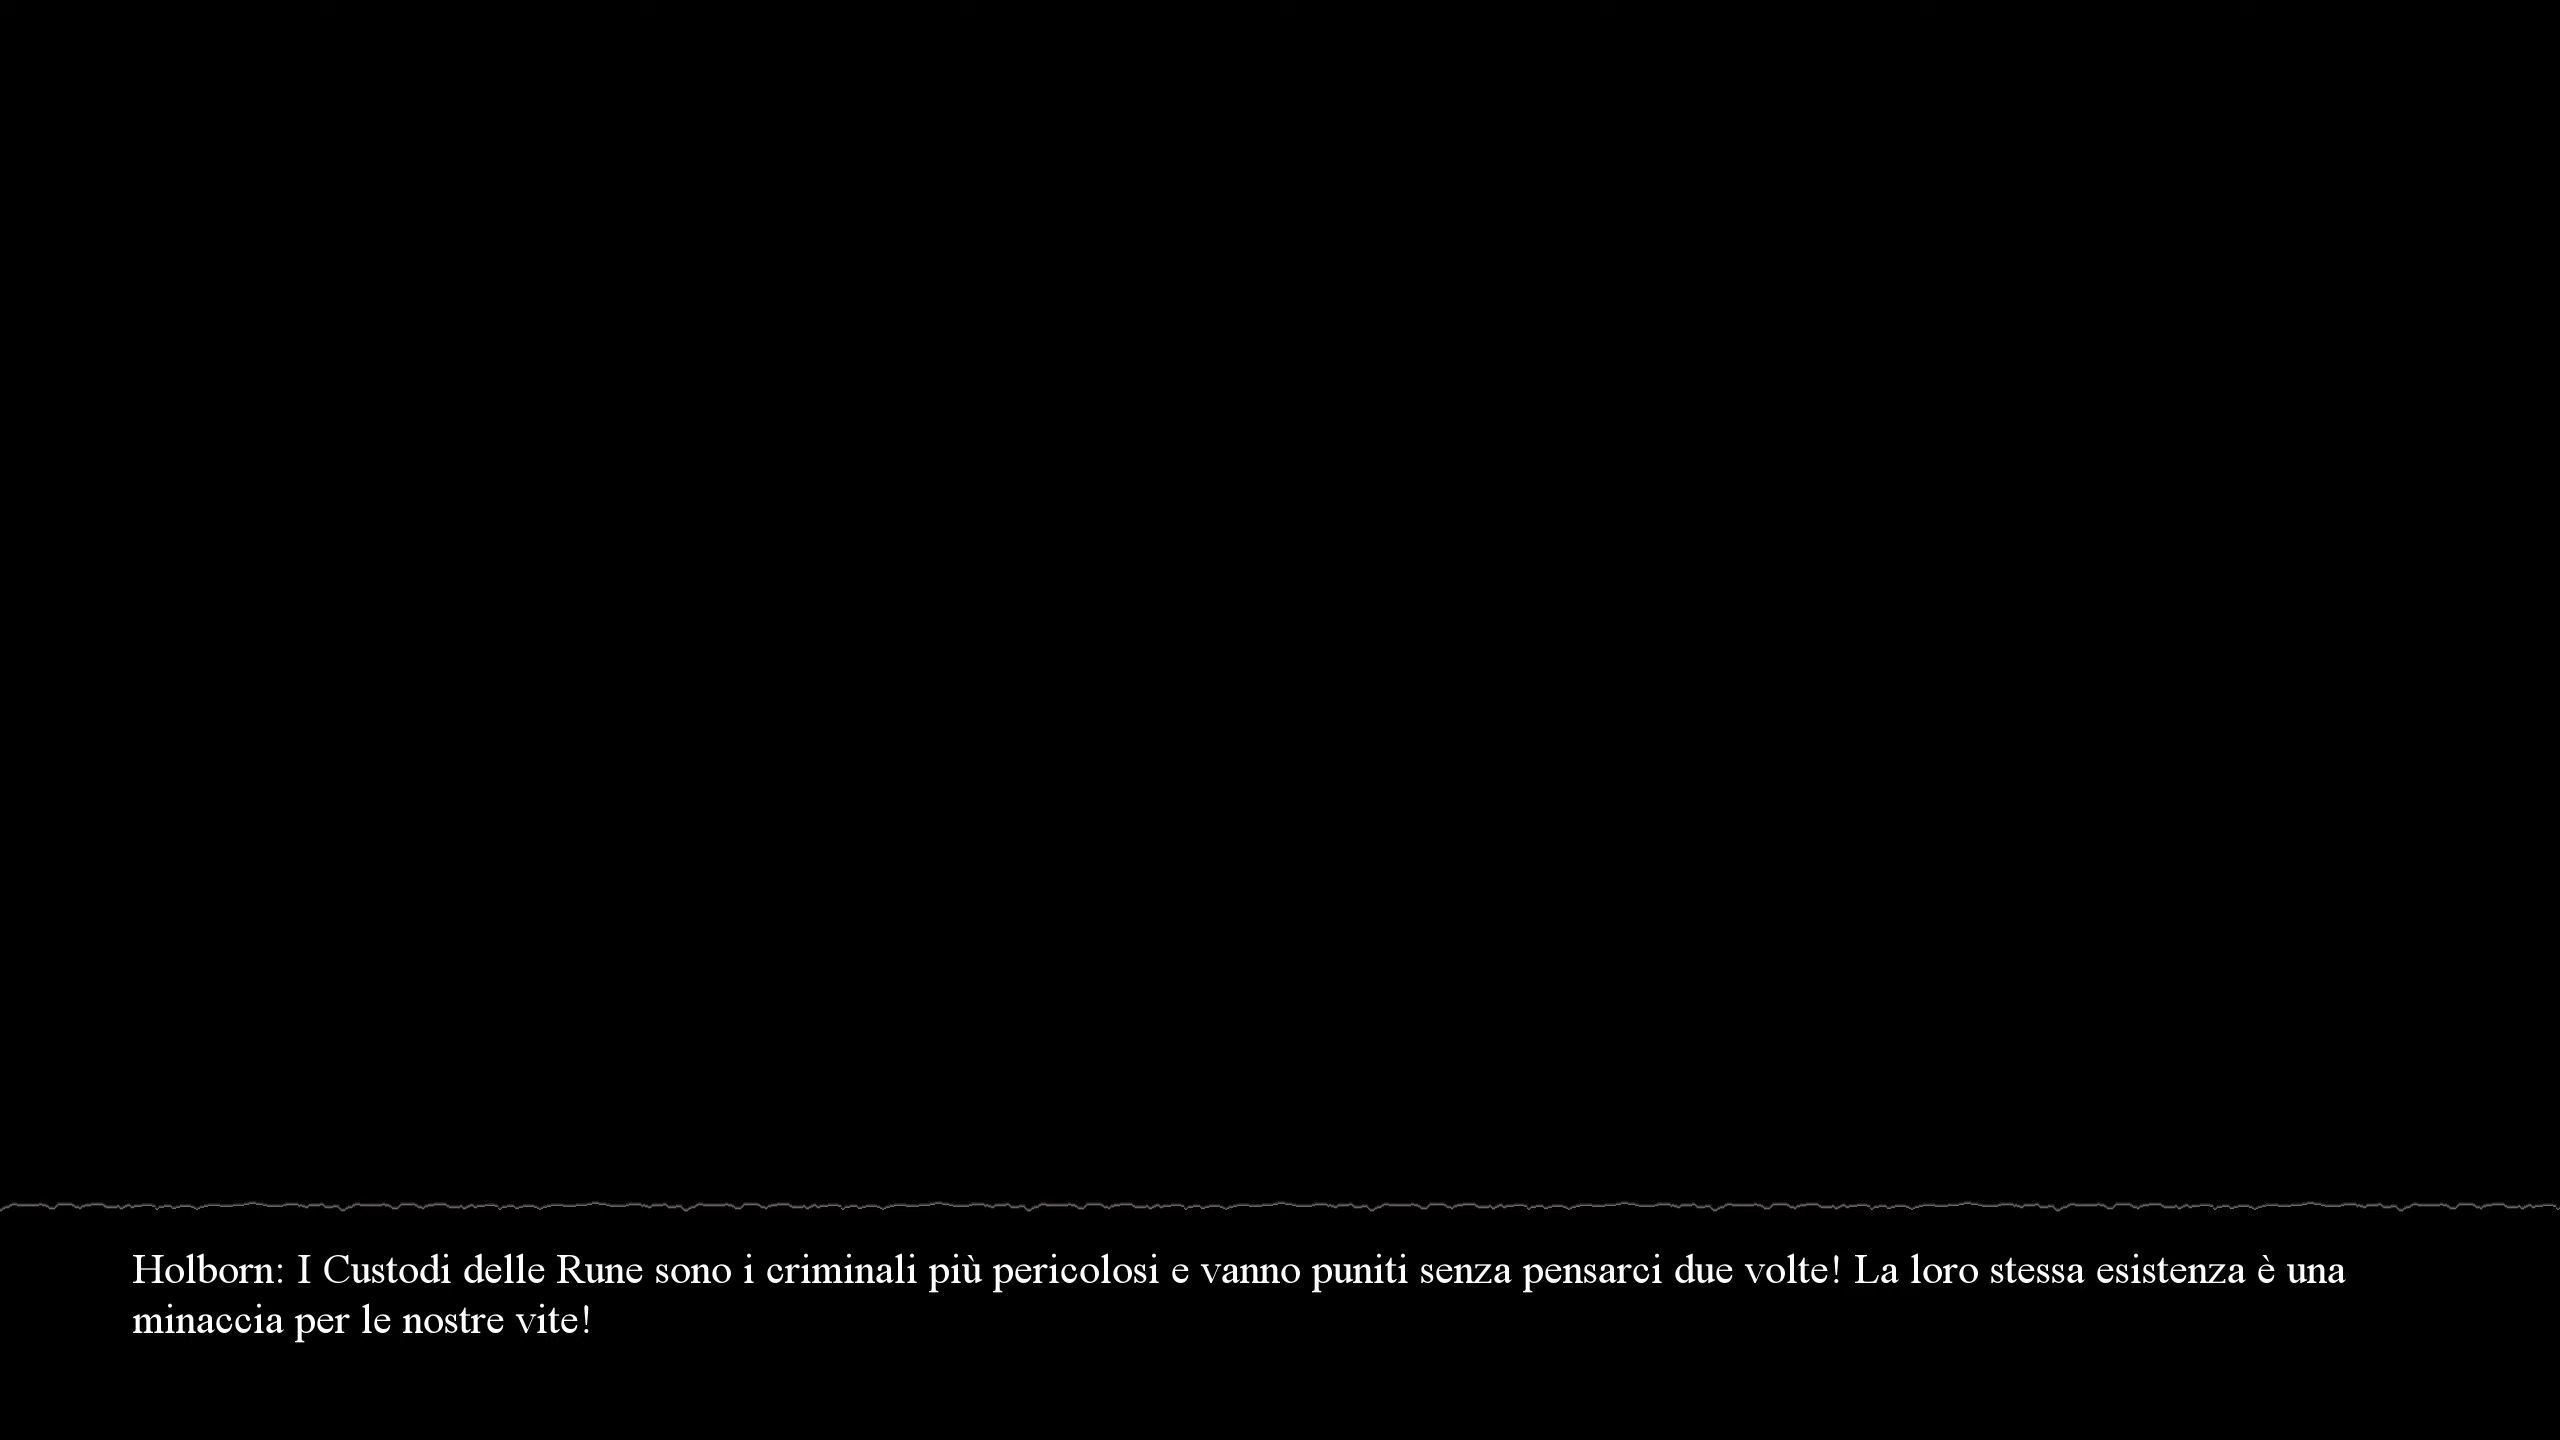 Holborn: I Custodi delle Rune sono i criminali più pericolosi e vanno puniti senza pensarci due volte! La loro stessa esistenza è una
minaccia per le nostre vite!